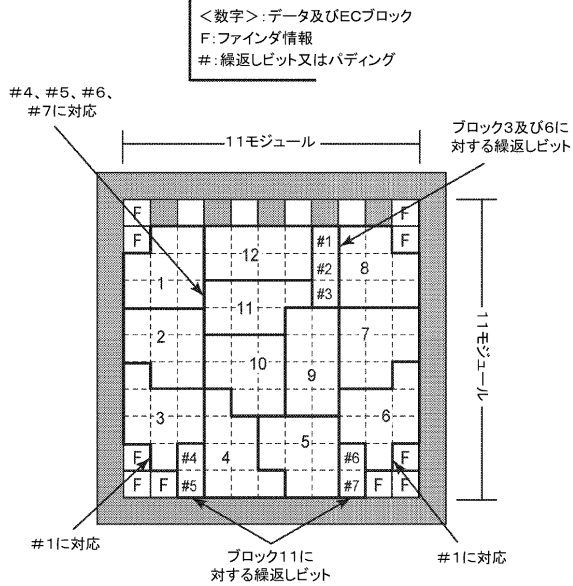 ＜数字＞：データ及びECブロック
F：ファインダ情報
＃：繰返しビット又はパディング
＃4、＃5、＃6、
＃7に対応
11モジュール
ブロック3及び6に
対する繰返しビット
F F
F #1 F
12
#2 8
1
#3
11
2 7
10
9
3 6
5
F #4 4 #6 F
F F #5 #7 F F
11モジュール
＃1に対応
ブロック11に
対する繰返しビット
＃1に対応